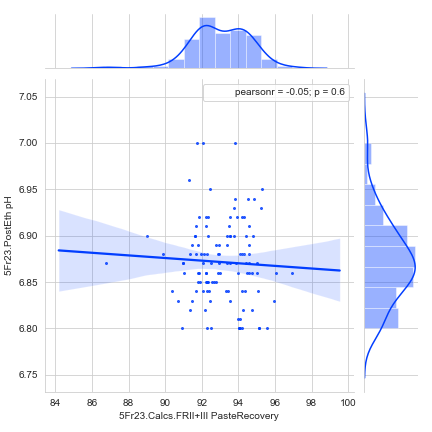 pearsonr = -0.05; p = 0.6
7.05
7.00
6.95
6.90
6.85
6.80
6.75
5Fr23.PostEth pH
84 86 88 90 92 94 96 98 100
5Fr23.Calcs.FRII+III PasteRecovery